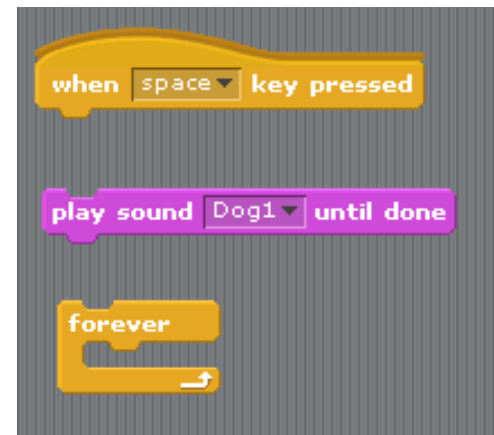 when space key pressed
play sound Dog1 until done
forever